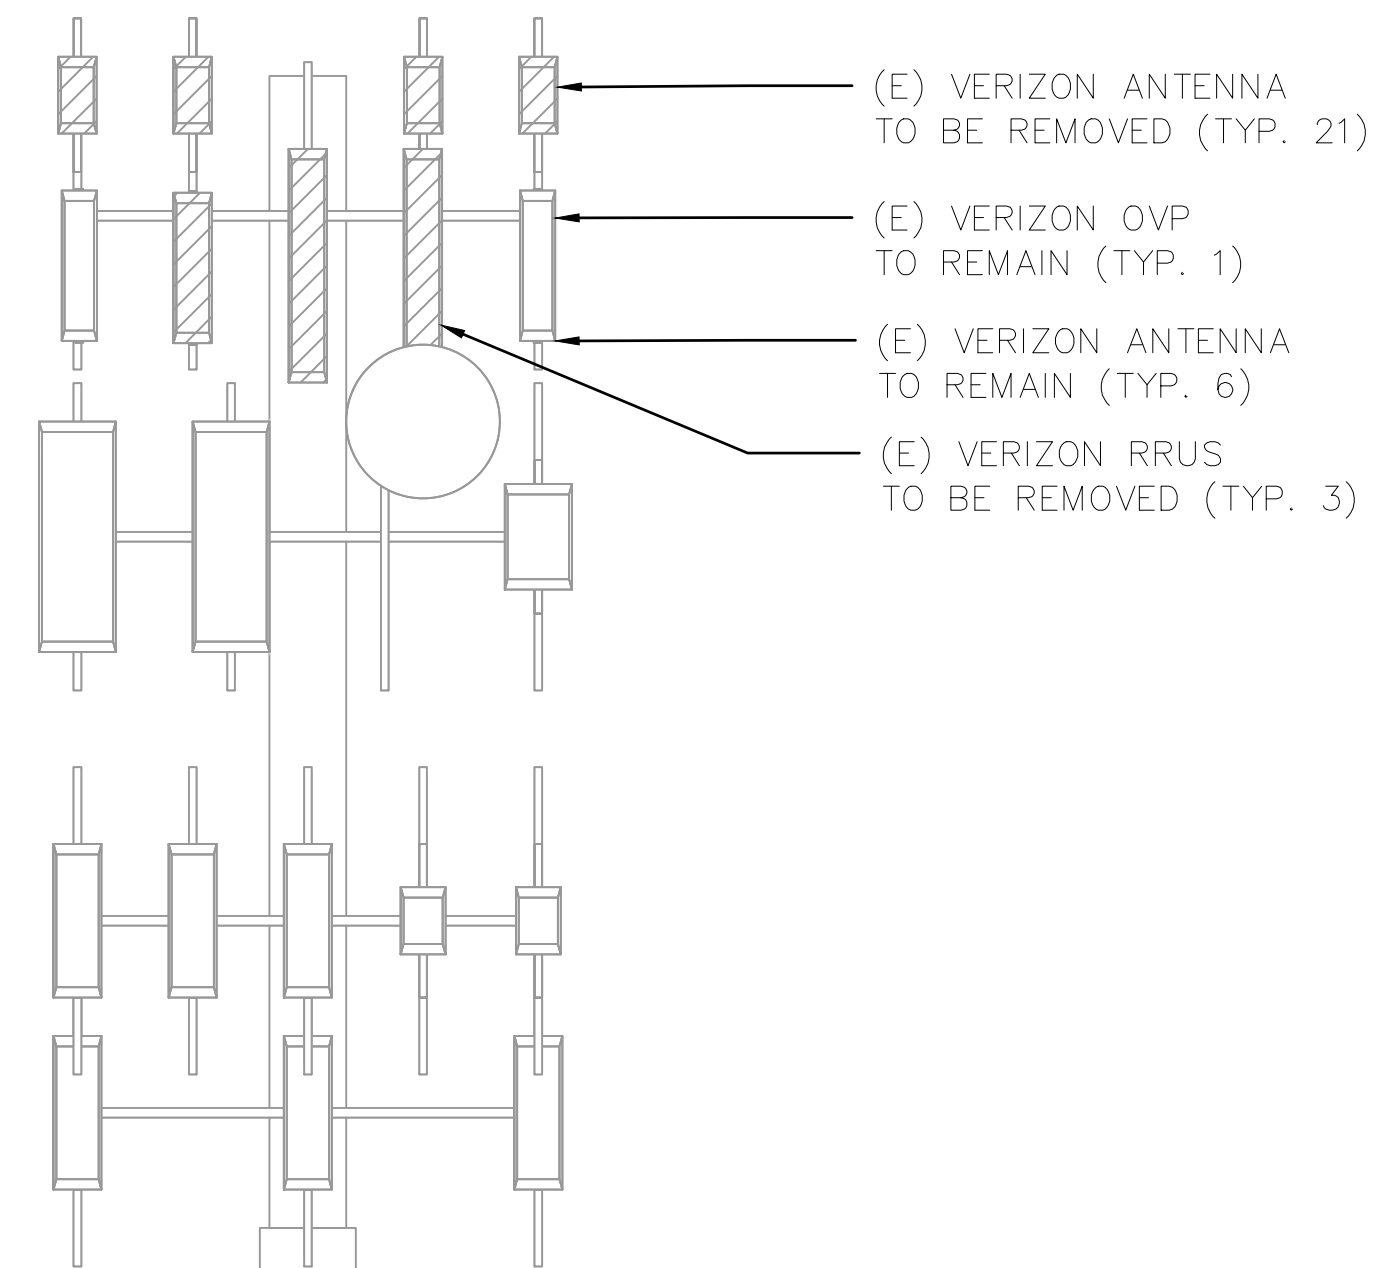 (E) VERIZON ANTENNA
TO BE REMOVED (TYP. 21)
(E) VERIZON OVP
TO REMAIN (TYP. 1)
(E) VERIZON ANTENNA
TO REMAIN (TYP. 6)
(E) VERIZON RRUS
TO BE REMOVED (TYP. 3)